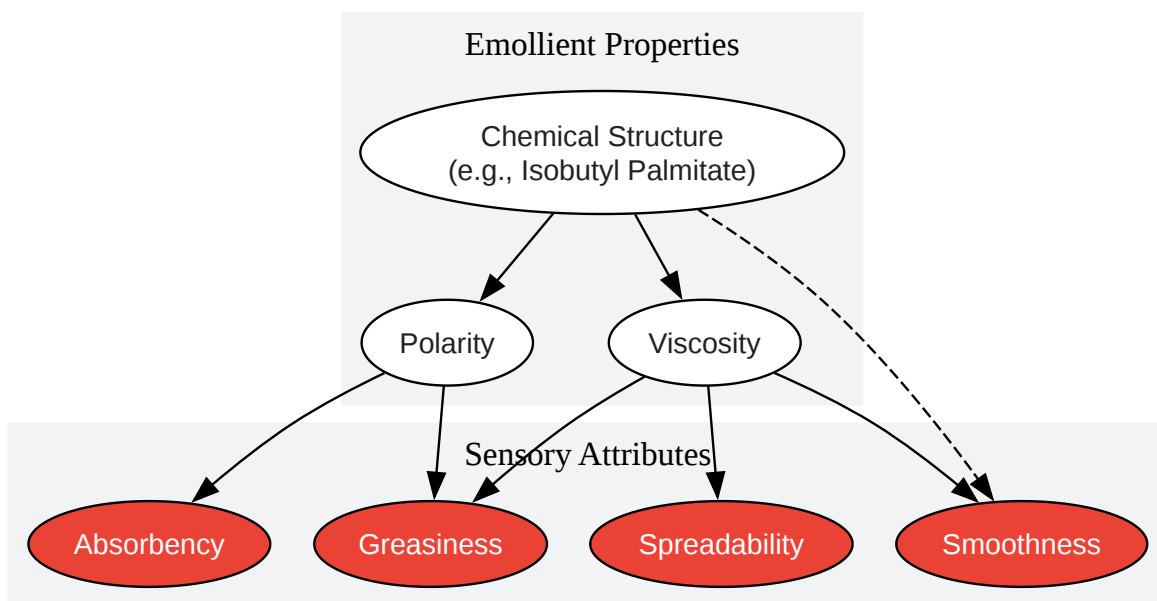 Emollient Properties
Chemical Structure
(e.g., Isobutyl Palmitate)
Polarity
Viscosity
Sensory Attributes
Absorbency
Greasiness
Spreadability
Smoothness